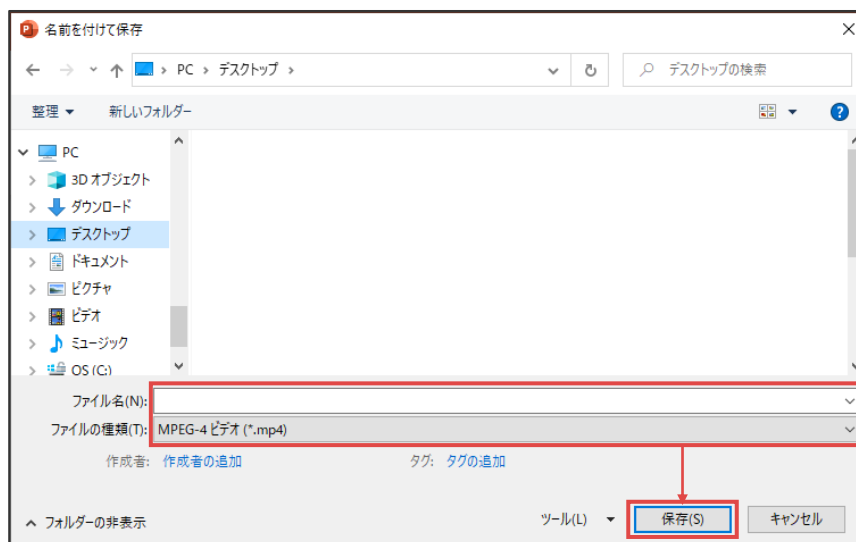 名前を付けて保存
PC › デスクトップ ›
デスクトップの検索
整理
新しいフォルダー
PC
3D オブジェクト
ダウンロード
デスクトップ
ドキュメント
ピクチャ
ビデオ
ミュージック
OS (C:)
ファイル名(N):
ファイルの種類(T): MPEG-4 ビデオ (*.mp4)
作成者: 作成者の追加 タグ: タグの追加
フォルダーの非表示
ツール(L)
保存(S)
キャンセル